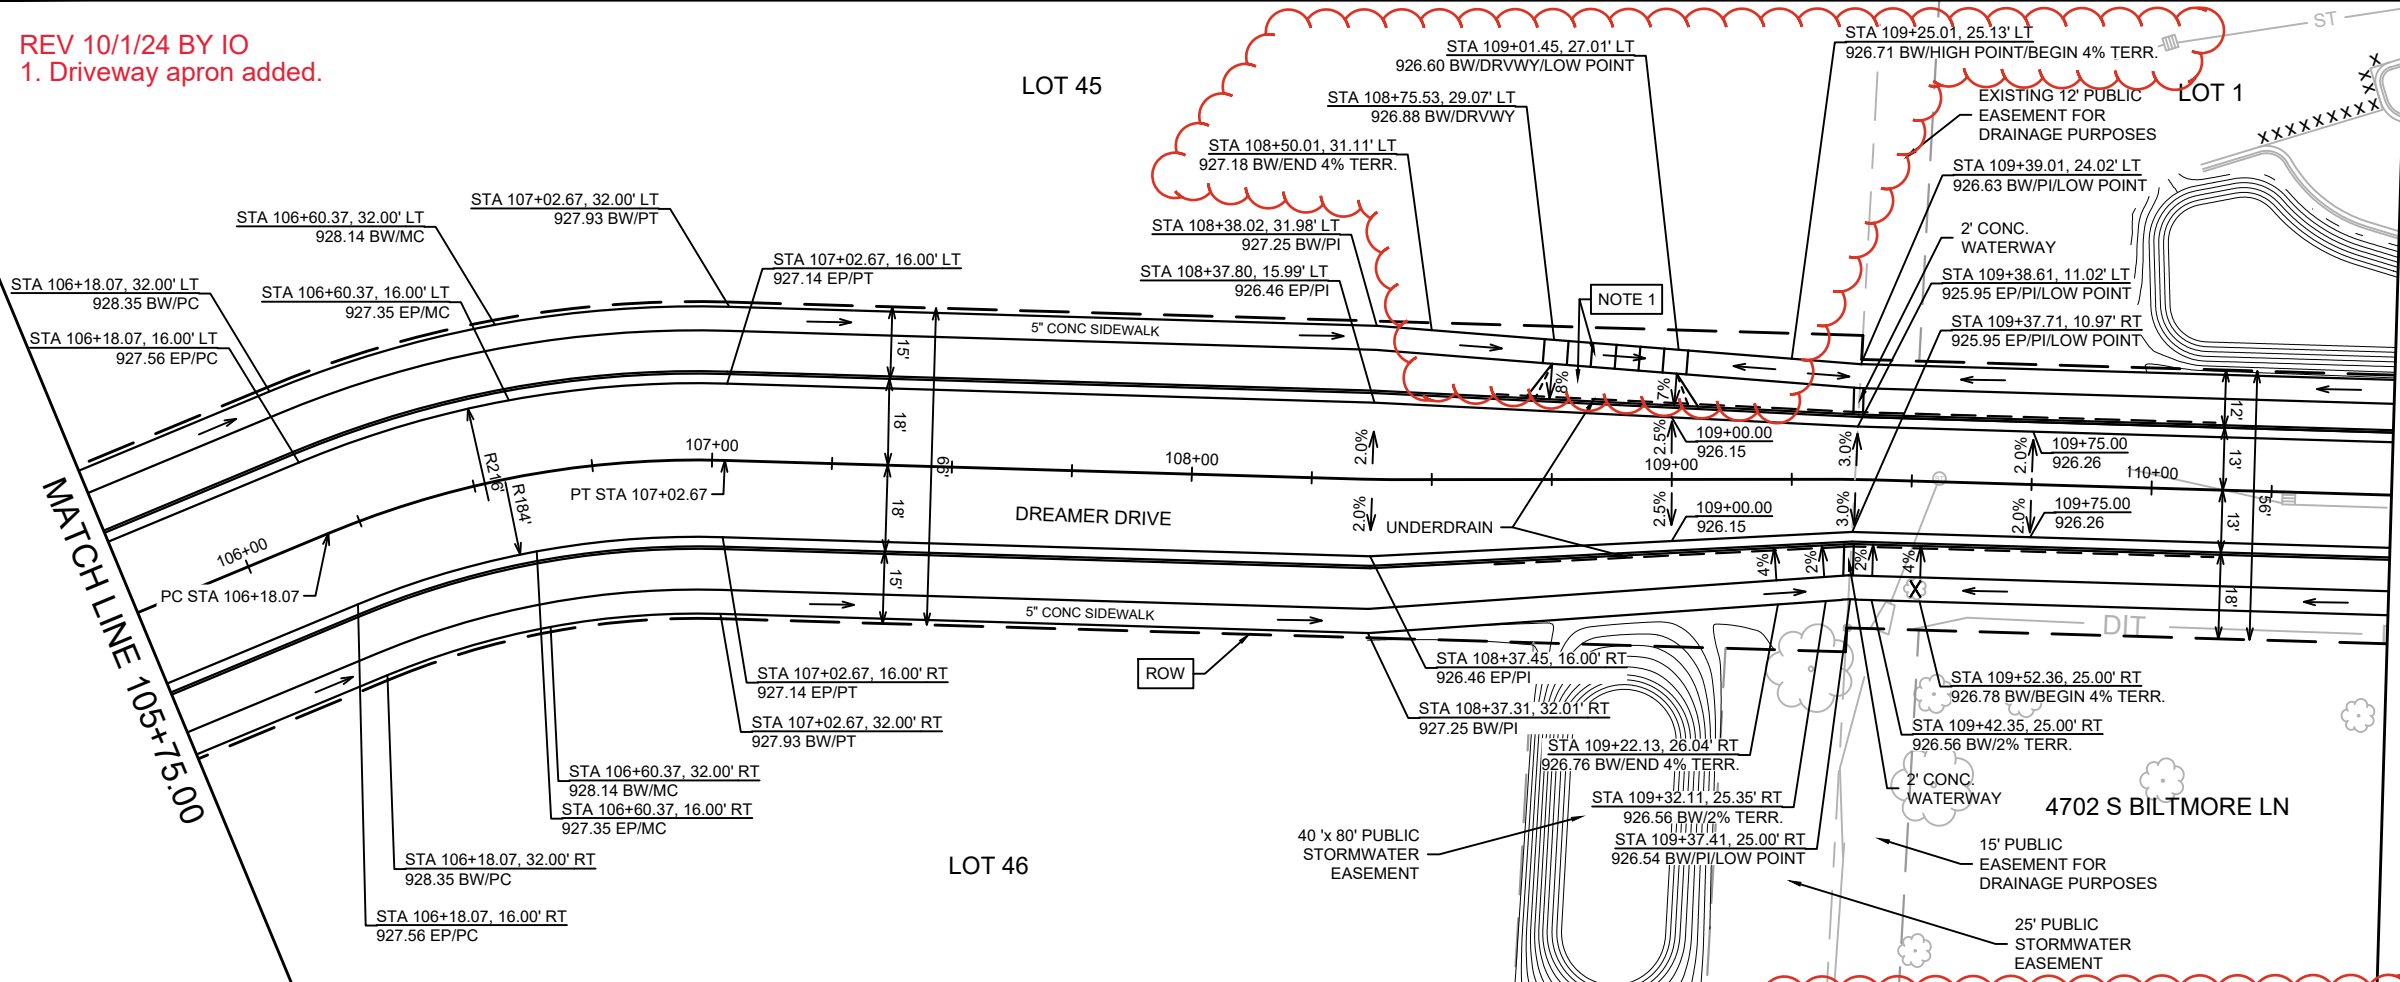 REV 10/1/24 BY IO
1. Driveway apron added.
LOT 45
STA 109+01.45, 27.01' LT
926.60 BW/DRVWY/LOW POINT
STA 109+25.01, 25.13' LT
926.71 BW/HIGH POINT/BEGIN 4% TERR.
ST
STA 108+75.53, 29.07' LT
926.88 BW/DRVWY
EXISTING 12' PUBLIC
EASEMENT FOR
DRAINAGE PURPOSES
LOT 1
XXXXXXXXX
XXX
STA 108+50.01, 31.11' LT
927.18 BW/END 4% TERR.
STA 109+39.01, 24.02' LT
926.63 BW/PI/LOW POINT
STA 107+02.67, 32.00' LT
927.93 BW/PT
STA 106+60.37, 32.00' LT
928.14 BW/MC
STA 108+38.02, 31.98' LT
927.25 BW/PI
2' CONC.
WATERWAY
STA 107+02.67, 16.00' LT
927.14 EP/PT
STA 108+37.80, 15.99' LT
926.46 EP/PI
STA 109+38.61, 11.02' LT
925.95 EP/PI/LOW POINT
STA 106+18.07, 32.00' LT
928.35 BW/PC
STA 106+60.37, 16.00' LT
927.35 EP/MC
NOTE 1
STA 109+37.71, 10.97' RT
925.95 EP/PI/LOW POINT
STA 106+18.07, 16.00' LT
927.56 EP/PC
5" CONC SIDEWALK
15'
8%
7%
12'
18'
66'
107+00
108+00
2.0%
2.5%
109+00.00
926.15
3.0%
2.0%
109+75.00
926.26
13'
R216'
R184'
PT STA 107+02.67
109+00
110+00
56'
MATCH LINE 105+75.00
106+00
18'
DREAMER DRIVE
2.0%
UNDERDRAIN
2.5%
109+00.00
926.15
3.0%
2.0%
109+75.00
926.26
13'
PC STA 106+18.07
15'
5" CONC SIDEWALK
4%
2%
2%
4%
X
18'
DIT
ROW
STA 107+02.67, 16.00' RT
927.14 EP/PT
STA 108+37.45, 16.00' RT
926.46 EP/PI
STA 109+52.36, 25.00' RT
926.78 BW/BEGIN 4% TERR.
STA 107+02.67, 32.00' RT
927.93 BW/PT
STA 108+37.31, 32.01' RT
927.25 BW/PI
STA 109+42.35, 25.00' RT
926.56 BW/2% TERR.
STA 109+22.13, 26.04' RT
926.76 BW/END 4% TERR.
STA 106+60.37, 32.00' RT
928.14 BW/MC
2' CONC.
WATERWAY
STA 106+60.37, 16.00' RT
927.35 EP/MC
STA 109+32.11, 25.35' RT
926.56 BW/2% TERR.
4702 S BILTMORE LN
40 'x 80' PUBLIC
STORMWATER
EASEMENT
STA 109+37.41, 25.00' RT
926.54 BW/PI/LOW POINT
15' PUBLIC
EASEMENT FOR
DRAINAGE PURPOSES
STA 106+18.07, 32.00' RT
928.35 BW/PC
LOT 46
STA 106+18.07, 16.00' RT
927.56 EP/PC
25' PUBLIC
STORMWATER
EASEMENT